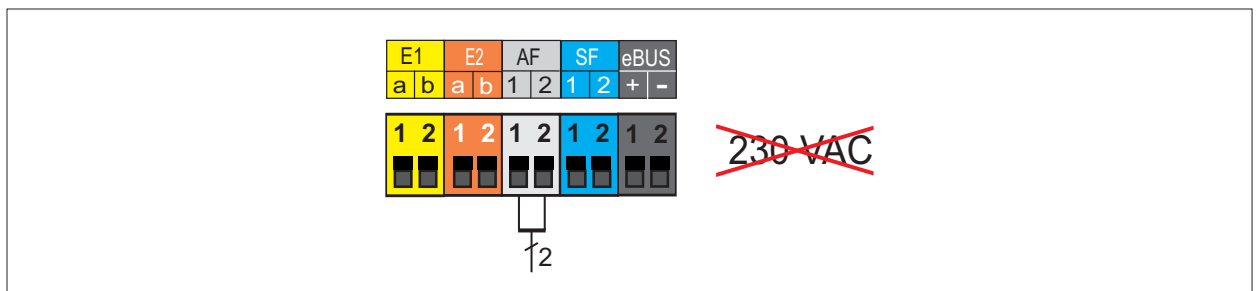 E1 E2 AF SF eBUS
a b a b 1 2 1 2 + -
1 2 1 2 1 2 1 2 1 2
230 VAC
2